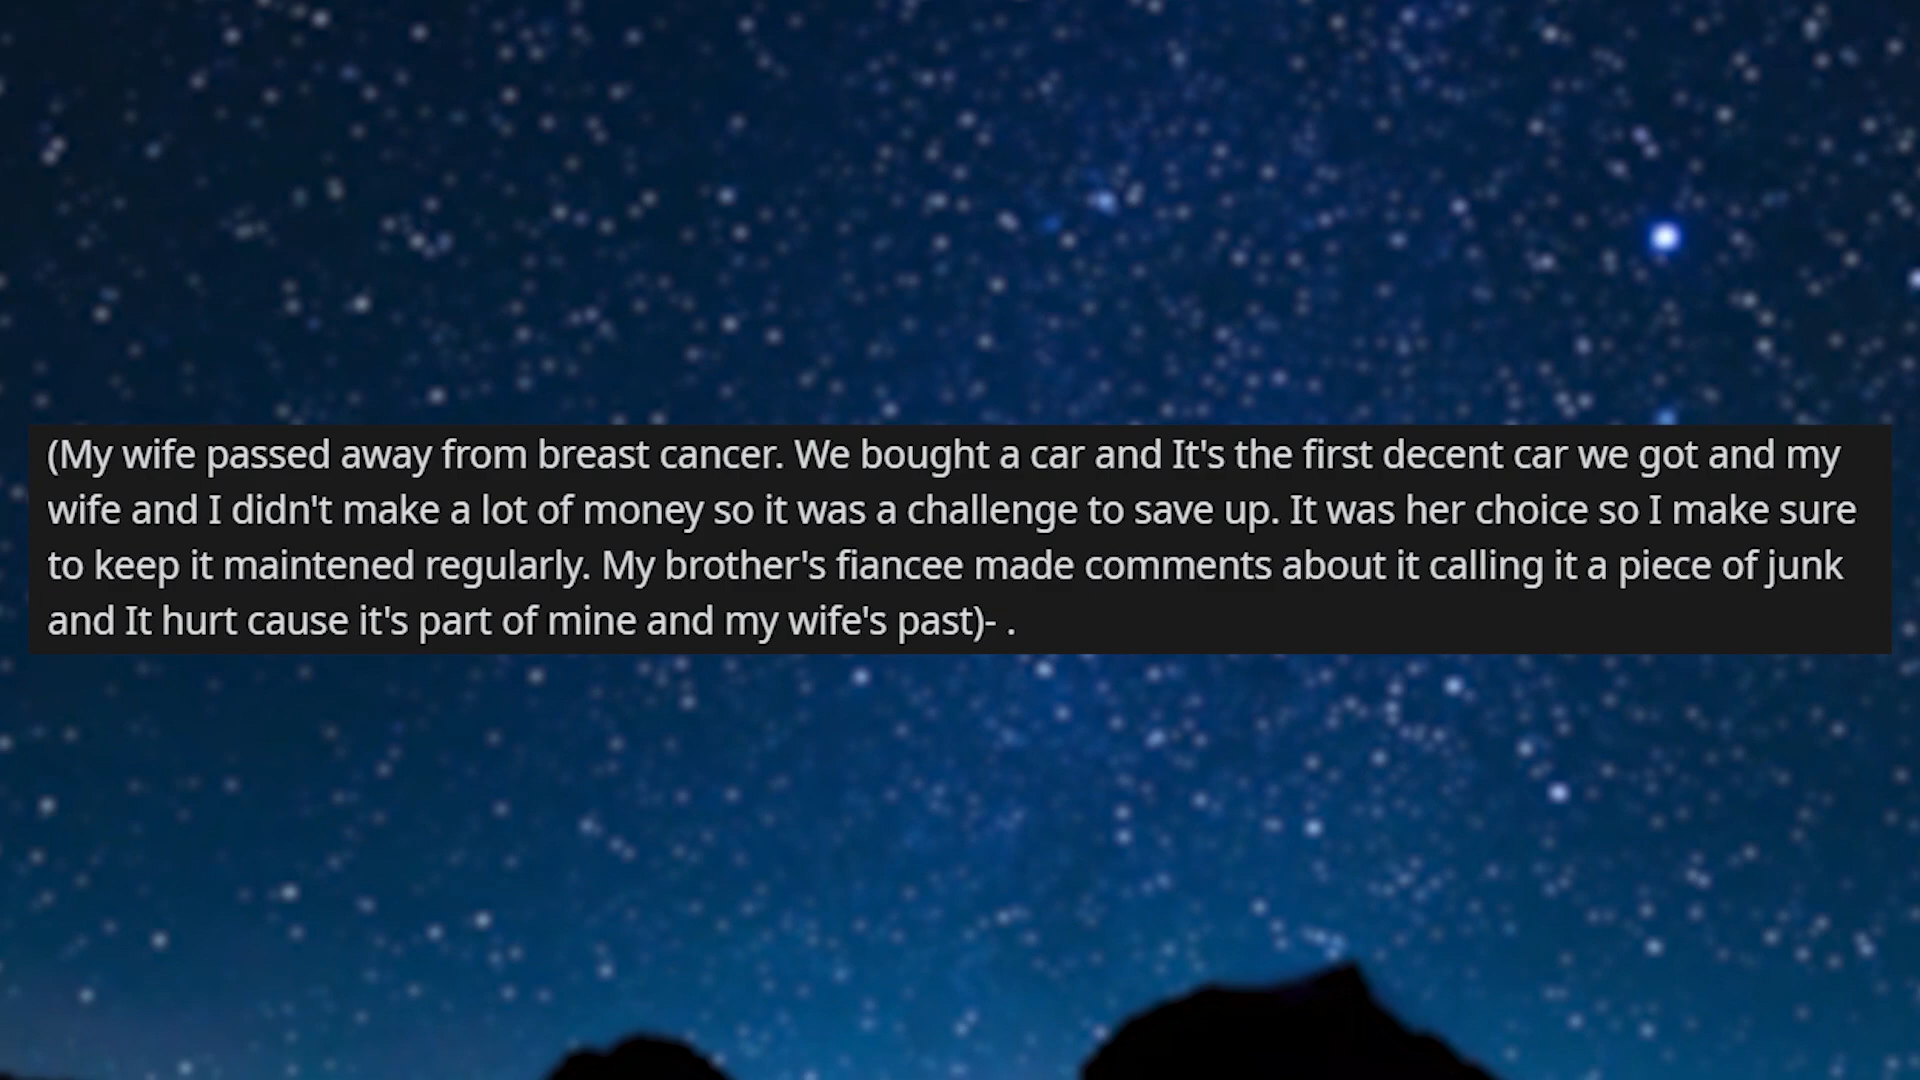 (My wife passed away from breast cancer. We bought a car and It's the first decent car we got and my
wife and I didn't make a lot of money so it was a challenge to save up. It was her choice so I make sure
to keep it maintened regularly. My brother's fiancee made comments about it calling it a piece of junk
and It hurt cause it's part of mine and my wife's past)- .